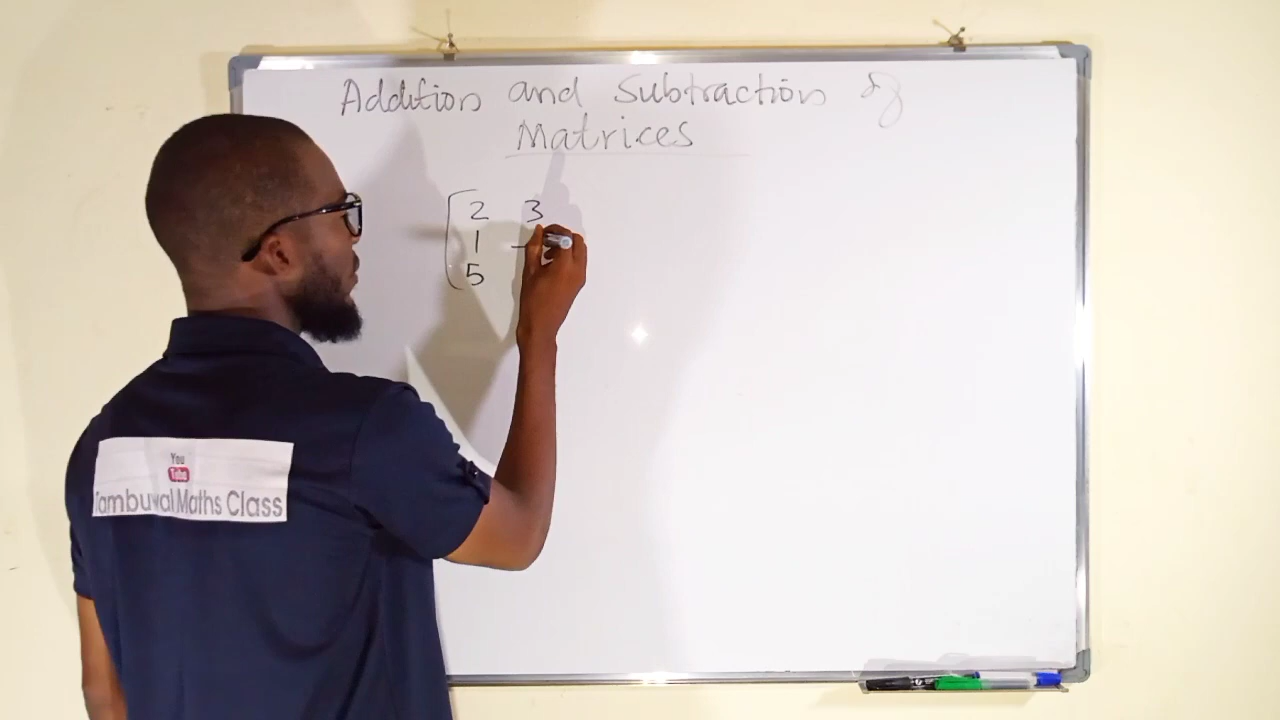 Addition and Subtraction of
Matrices
2 3
1 -
5
You
Tube
Tambuwal Maths Class